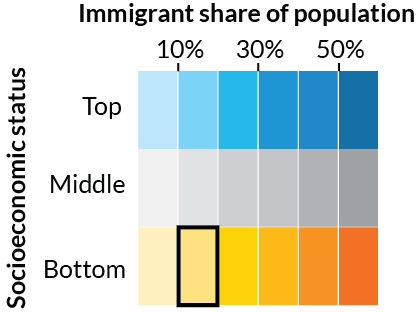 Immigrant share of population
10% 30% 50%
Socioeconomic status
Top
Middle
Bottom